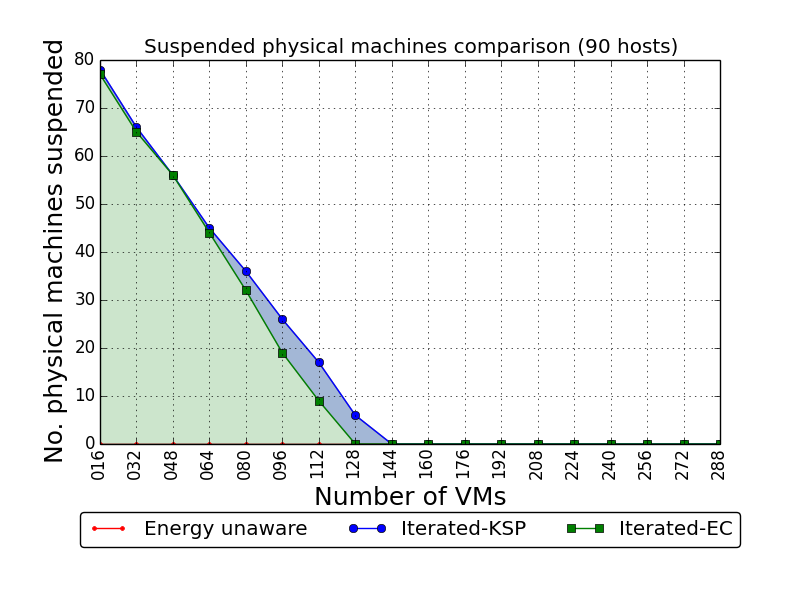 Suspended physical machines comparison (90 hosts)
No. physical machines suspended
80
70
60
50
40
30
20
10
0
016 032 048 064 080 096 112 128 144 160 176 192 208 224 240 256 272 288
Number of VMs
Energy unaware Iterated-KSP Iterated-EC